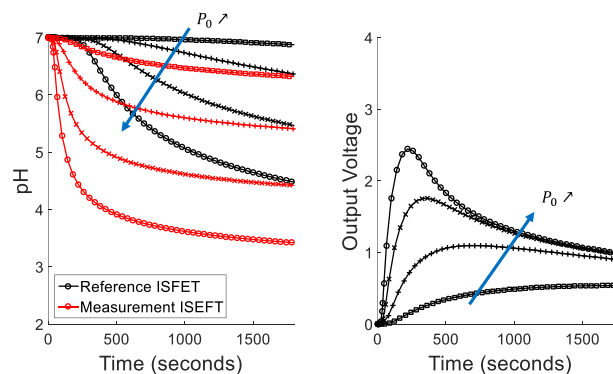 P₀ ↗
7
6
5
4
3
2
pH
Reference ISFET
Measurement ISEFT
0 500 1000 1500
Time (seconds)
4
3
2
1
0
Output Voltage
P₀ ↗
0 500 1000 1500
Time (seconds)